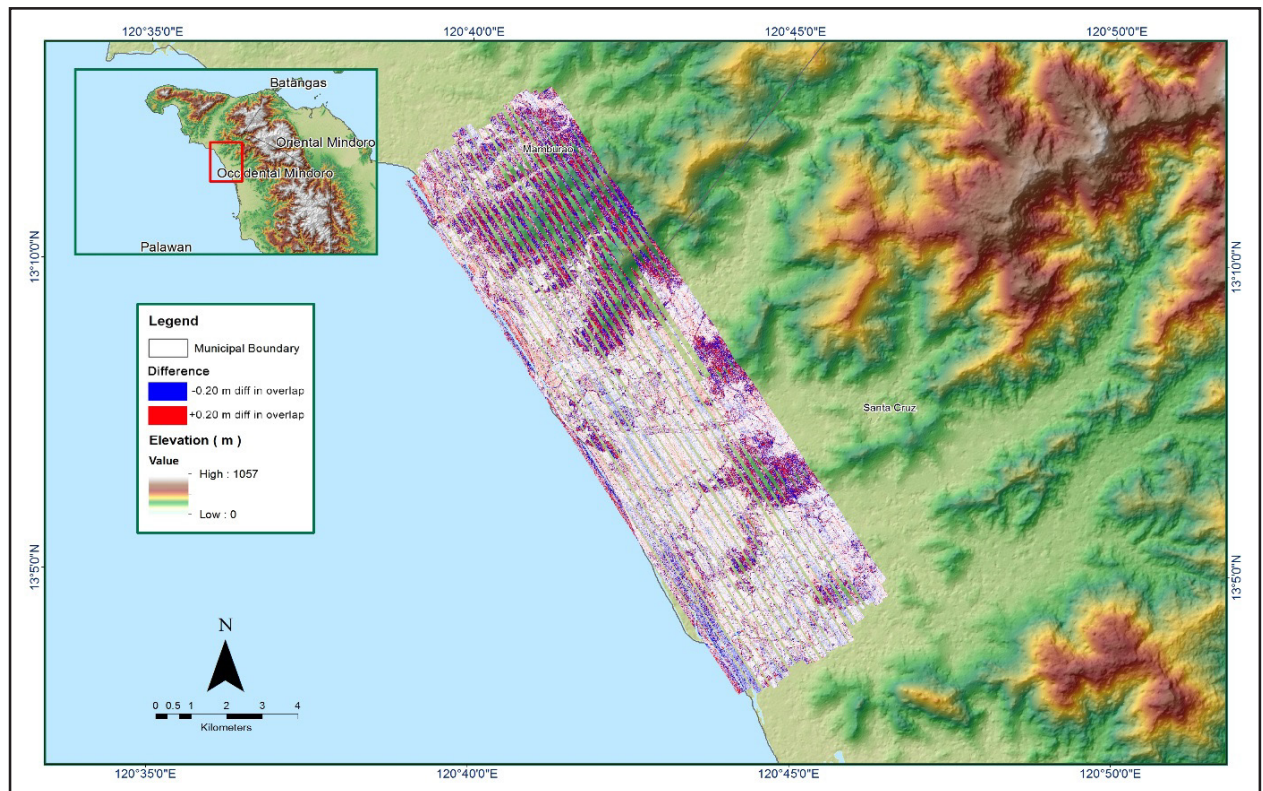 120°35'0"E
120°40'0"E
120°45'0"E
120°50'0"E
Batangas
Oriental Mindoro
Occidental Mindoro
Palawan
Mamburao
13°10'0"N
13°10'0"N
Legend
Municipal Boundary
Difference
-0.20 m diff in overlap
+0.20 m diff in overlap
Elevation ( m )
Value
High : 1057
Low : 0
Santa Cruz
13°5'0"N
13°5'0"N
N
0 0.5 1 2 3 4
Kilometers
120°35'0"E
120°40'0"E
120°45'0"E
120°50'0"E